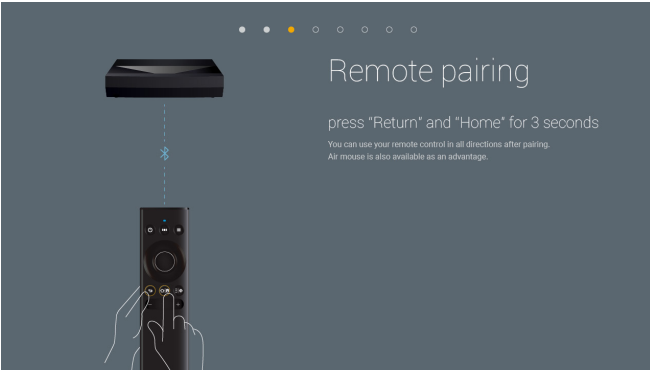 Remote pairing
press “Return” and “Home” for 3 seconds
You can use your remote control in all directions after pairing.
Air mouse is also available as an advantage.